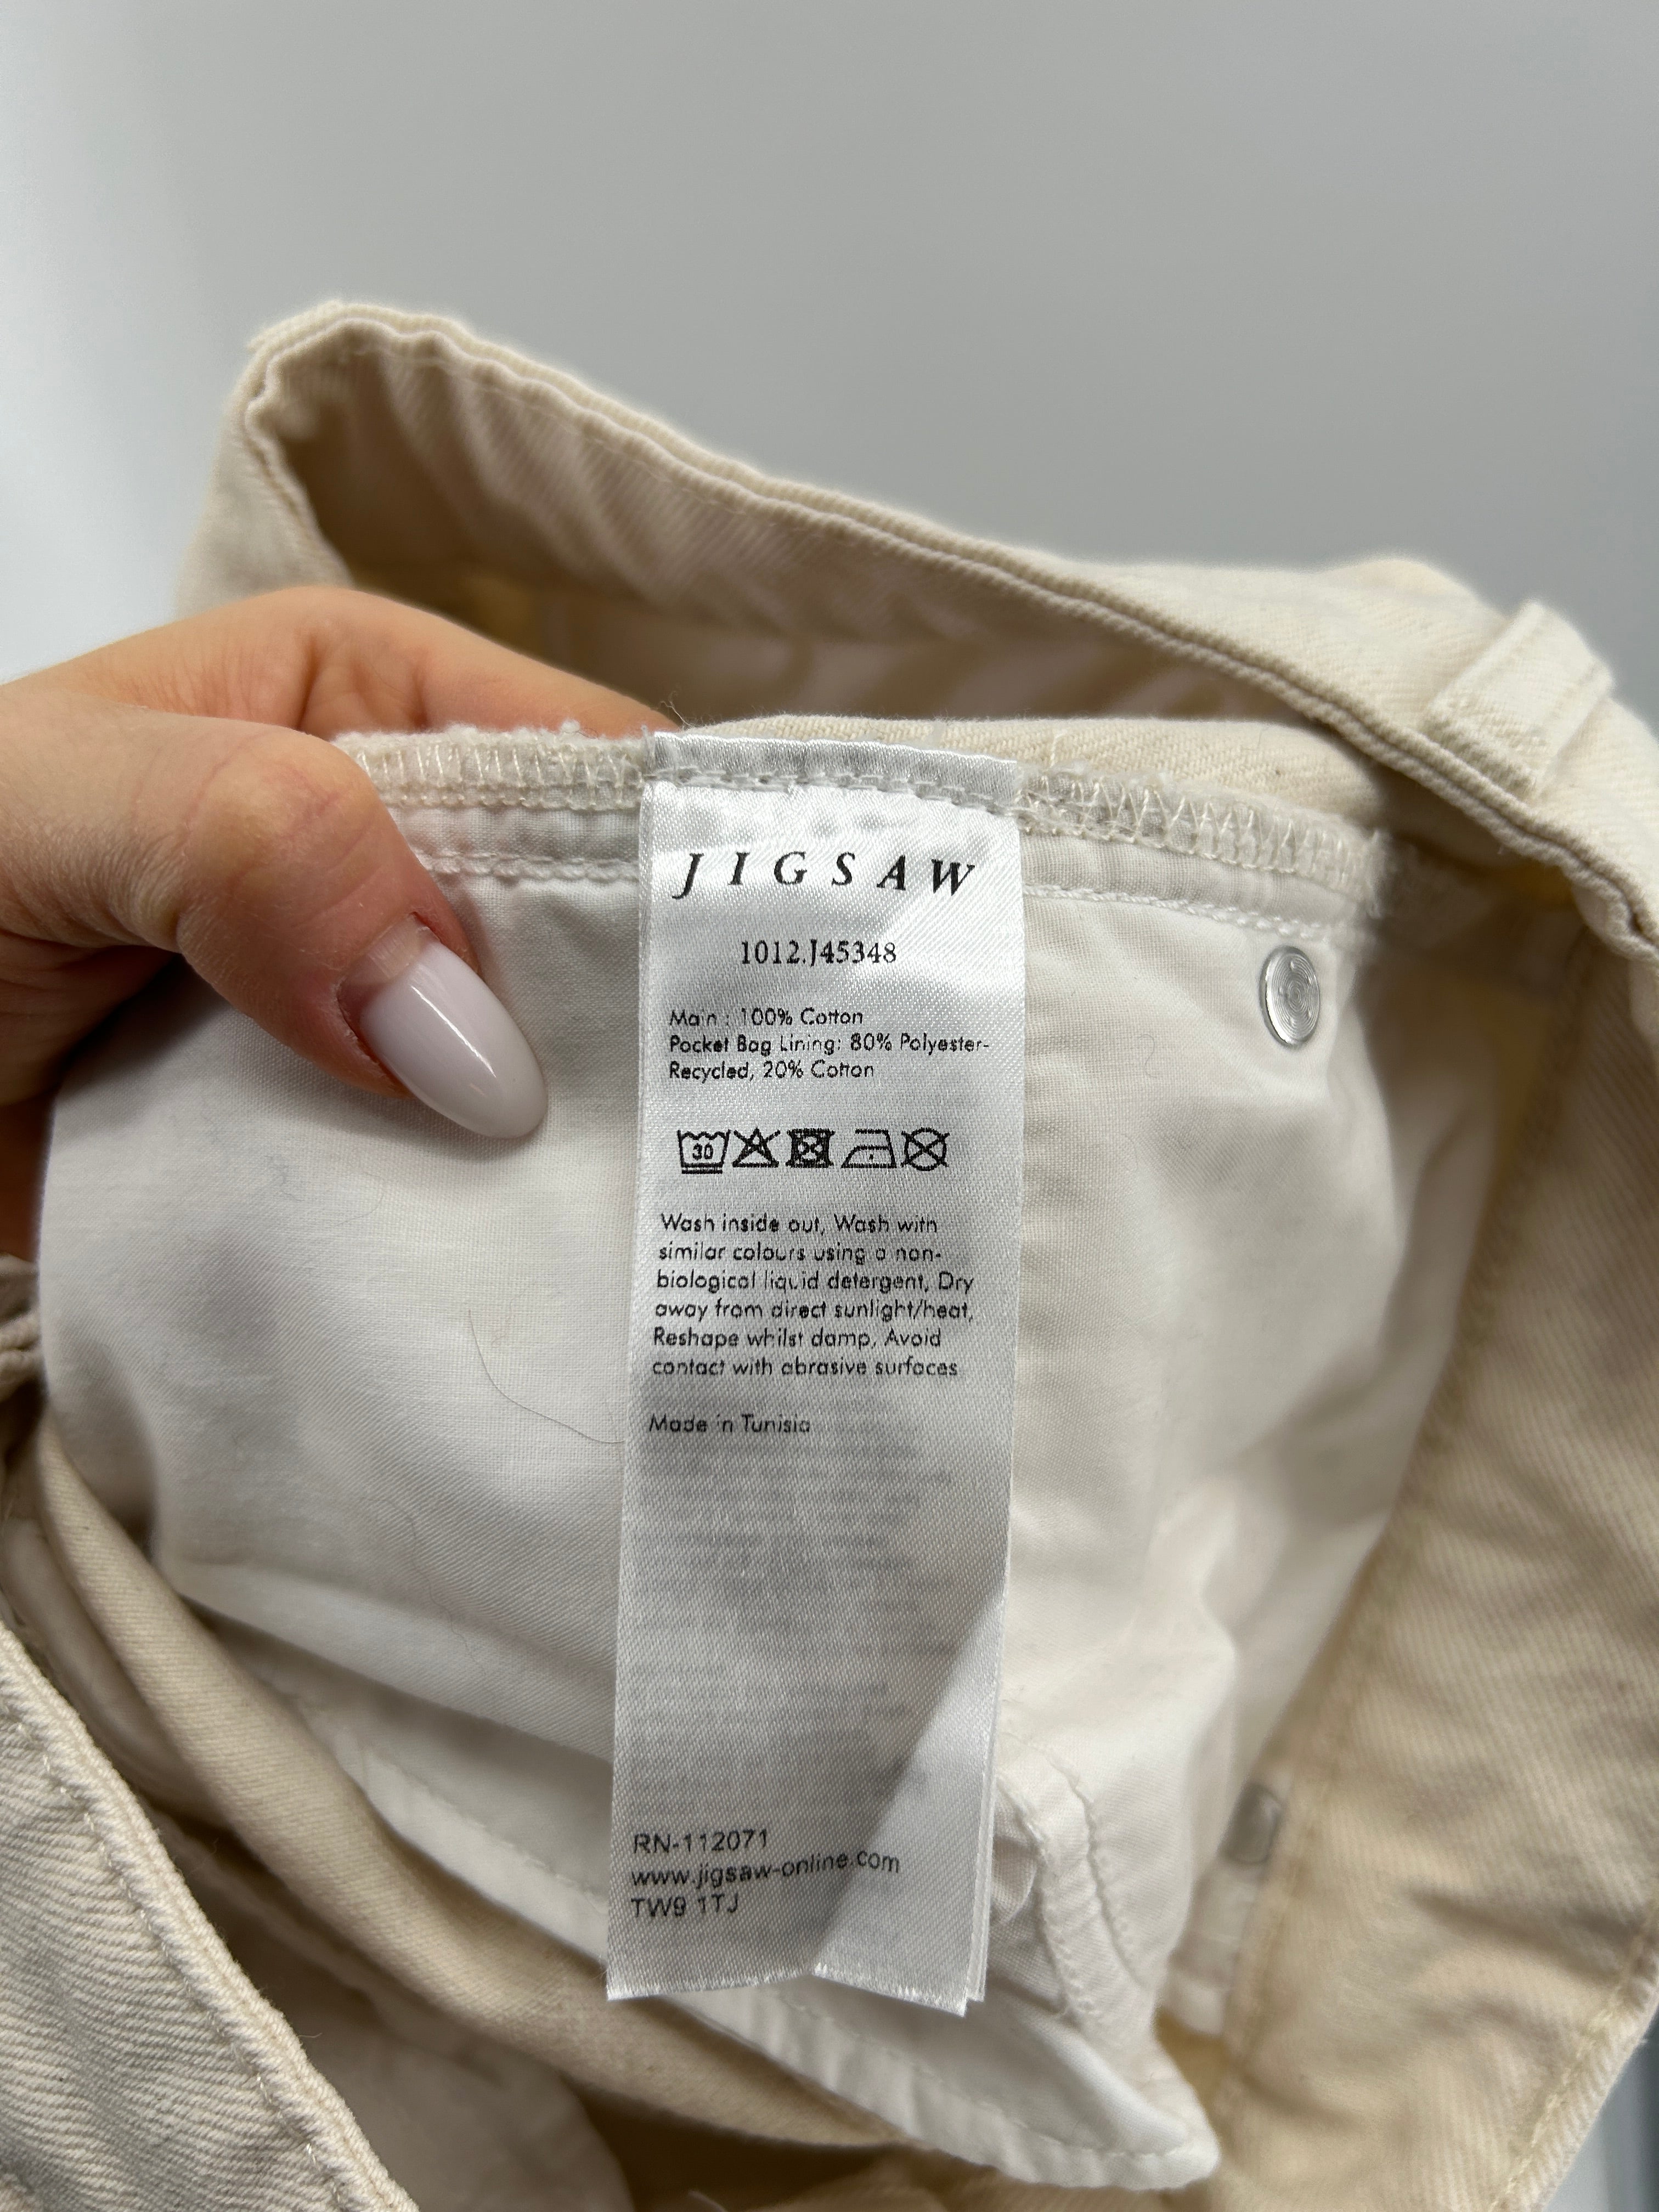 JIGSAW
1012.J45348
Main : 100% Cotton
Pocket Bag Lining: 80% Polyester-
Recycled, 20% Cotton
30
Wash inside out, Wash with
similar colours using a non-
biological liquid detergent, Dry
away from direct sunlight/heat,
Reshape whilst damp, Avoid
contact with abrasive surfaces
Made in Tunisia
RN-112071
www.jigsaw-online.com
TW9 1TJ